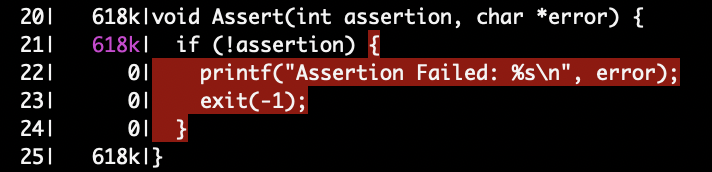 20|   618k|void Assert(int assertion, char *error) {
21|   618k|  if (!assertion) {
22|      0|    printf("Assertion Failed: %s\n", error);
23|      0|    exit(-1);
24|      0|  }
25|   618k|}